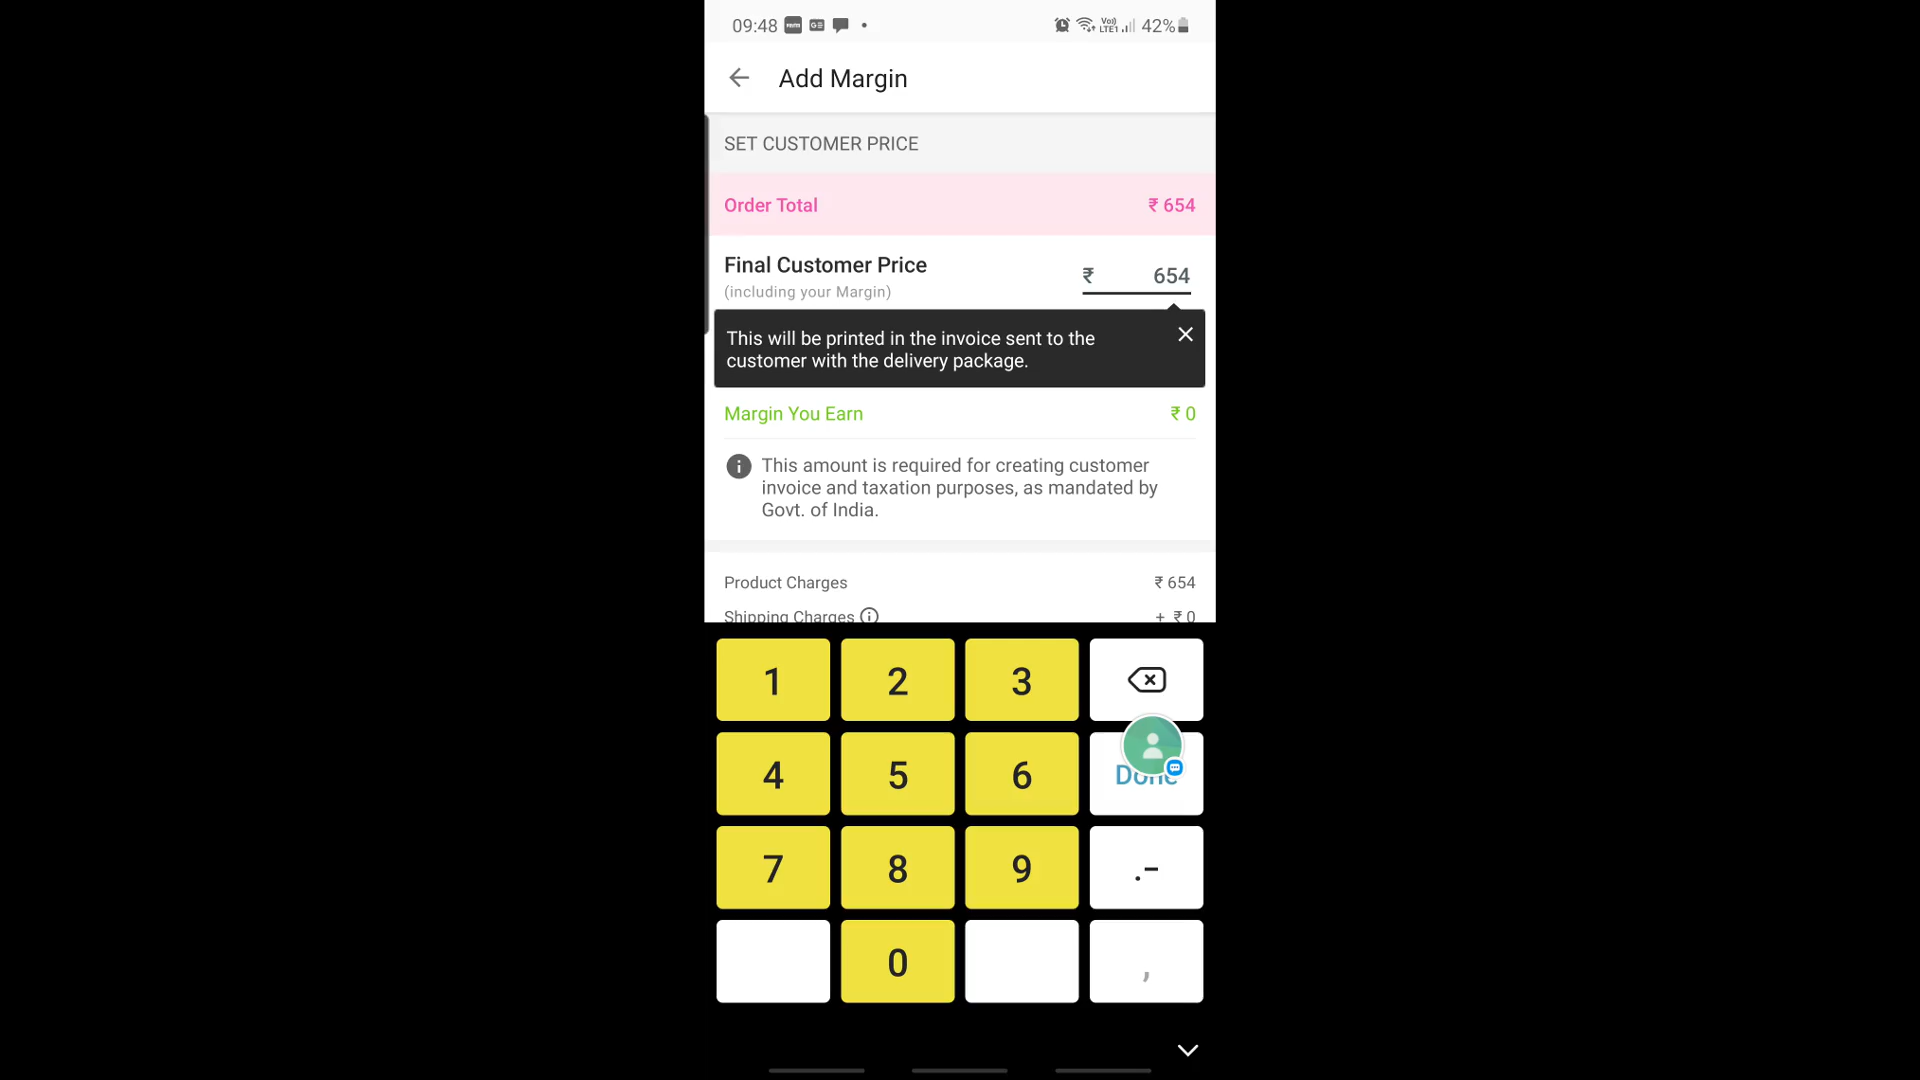 09:48
Vo)) LTE1 42%
Add Margin
SET CUSTOMER PRICE
Order Total ₹ 654
Final Customer Price ₹ 654
(including your Margin)
This will be printed in the invoice sent to the
customer with the delivery package.
Margin You Earn ₹ 0
This amount is required for creating customer
invoice and taxation purposes, as mandated by
Govt. of India.
Product Charges ₹ 654
Shipping Charges + ₹ 0
1 2 3
4 5 6 Done
7 8 9 .-
0 ,